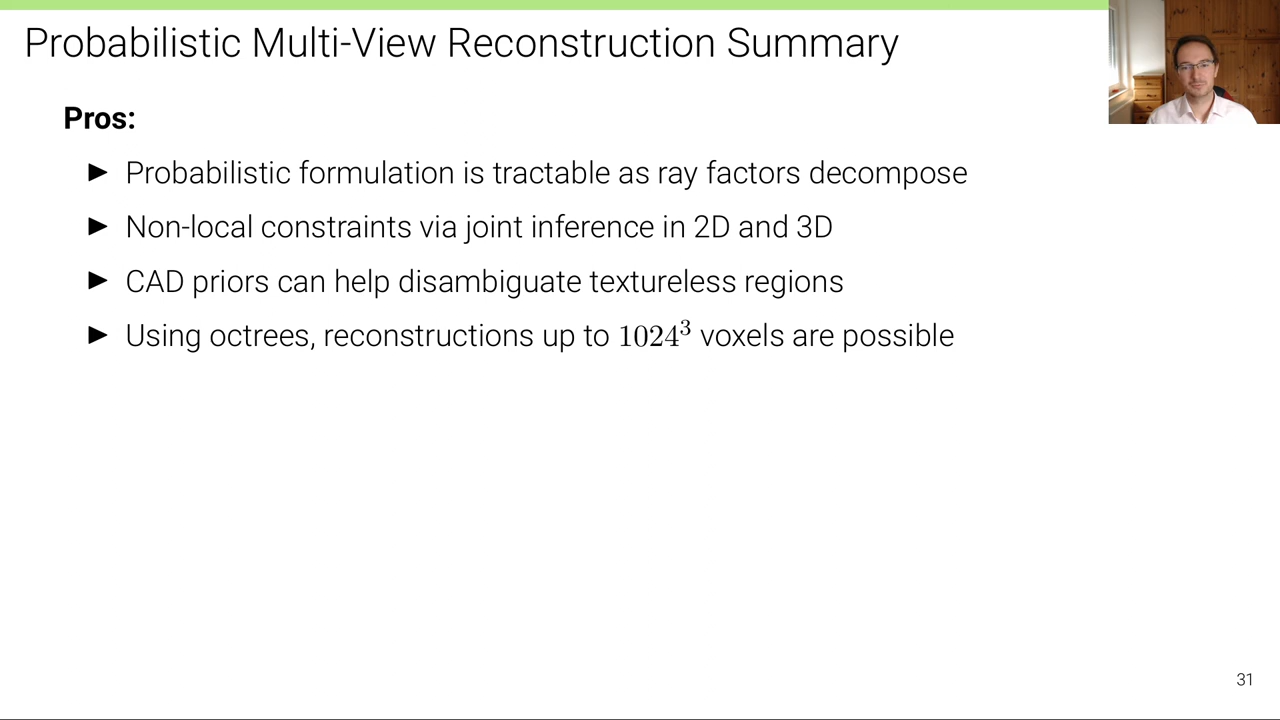 Probabilistic Multi-View Reconstruction Summary
Pros:
► Probabilistic formulation is tractable as ray factors decompose
► Non-local constraints via joint inference in 2D and 3D
► CAD priors can help disambiguate textureless regions
► Using octrees, reconstructions up to 1024³ voxels are possible
31